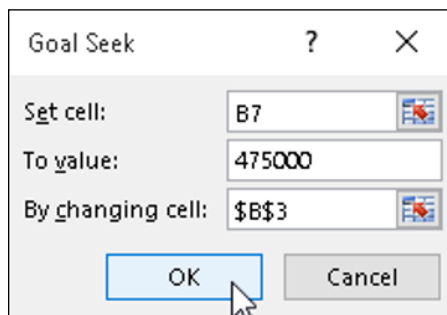 Goal Seek ? ×
Set cell: B7
To value: 475000
By changing cell: $B$3
OK Cancel